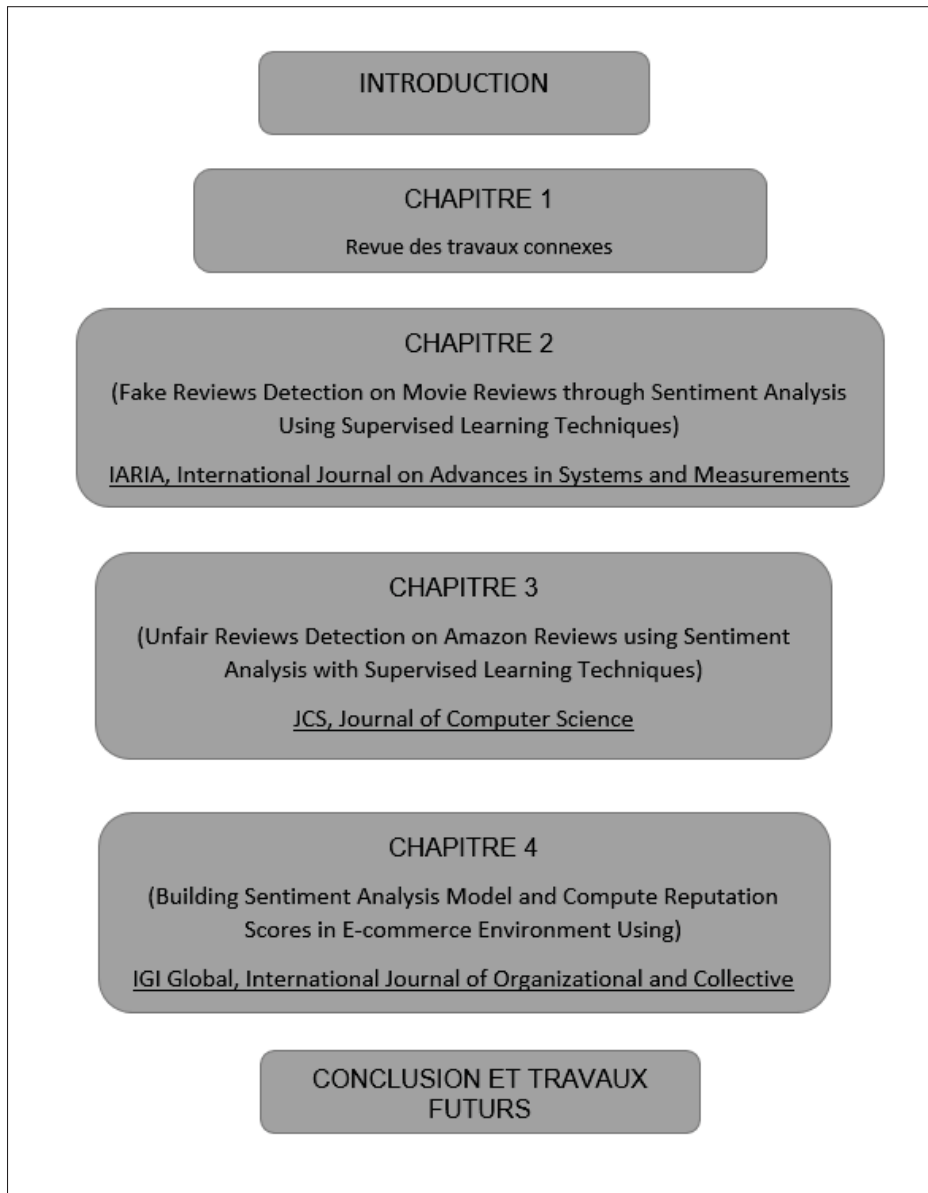 INTRODUCTION
CHAPITRE 1
Revue des travaux connexes
CHAPITRE 2
(Fake Reviews Detection on Movie Reviews through Sentiment Analysis
Using Supervised Learning Techniques)
IARIA, International Journal on Advances in Systems and Measurements
CHAPITRE 3
(Unfair Reviews Detection on Amazon Reviews using Sentiment
Analysis with Supervised Learning Techniques)
JCS, Journal of Computer Science
CHAPITRE 4
(Building Sentiment Analysis Model and Compute Reputation
Scores in E-commerce Environment Using)
IGI Global, International Journal of Organizational and Collective
CONCLUSION ET TRAVAUX
FUTURS